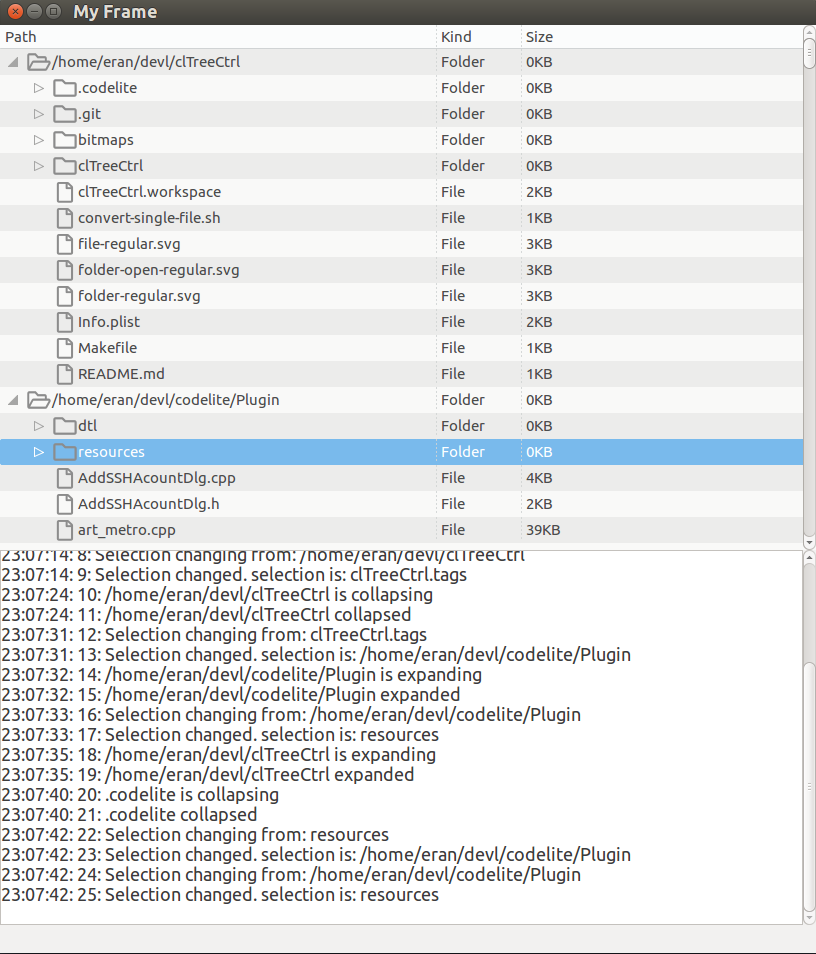 My Frame
Path Kind Size
/home/eran/devl/clTreeCtrl Folder 0KB
.codelite Folder 0KB
.git Folder 0KB
bitmaps Folder 0KB
clTreeCtrl Folder 0KB
clTreeCtrl.workspace File 2KB
convert-single-file.sh File 1KB
file-regular.svg File 3KB
folder-open-regular.svg File 3KB
folder-regular.svg File 3KB
Info.plist File 2KB
Makefile File 1KB
README.md File 1KB
/home/eran/devl/codelite/Plugin Folder 0KB
dtl Folder 0KB
resources Folder 0KB
AddSSHAcountDlg.cpp File 4KB
AddSSHAcountDlg.h File 2KB
art_metro.cpp File 39KB
23:07:14: 8: Selection changing from: /home/eran/devl/clTreeCtrl
23:07:14: 9: Selection changed. selection is: clTreeCtrl.tags
23:07:24: 10: /home/eran/devl/clTreeCtrl is collapsing
23:07:24: 11: /home/eran/devl/clTreeCtrl collapsed
23:07:31: 12: Selection changing from: clTreeCtrl.tags
23:07:31: 13: Selection changed. selection is: /home/eran/devl/codelite/Plugin
23:07:32: 14: /home/eran/devl/codelite/Plugin is expanding
23:07:32: 15: /home/eran/devl/codelite/Plugin expanded
23:07:33: 16: Selection changing from: /home/eran/devl/codelite/Plugin
23:07:33: 17: Selection changed. selection is: resources
23:07:35: 18: /home/eran/devl/clTreeCtrl is expanding
23:07:35: 19: /home/eran/devl/clTreeCtrl expanded
23:07:40: 20: .codelite is collapsing
23:07:40: 21: .codelite collapsed
23:07:42: 22: Selection changing from: resources
23:07:42: 23: Selection changed. selection is: /home/eran/devl/codelite/Plugin
23:07:42: 24: Selection changing from: /home/eran/devl/codelite/Plugin
23:07:42: 25: Selection changed. selection is: resources